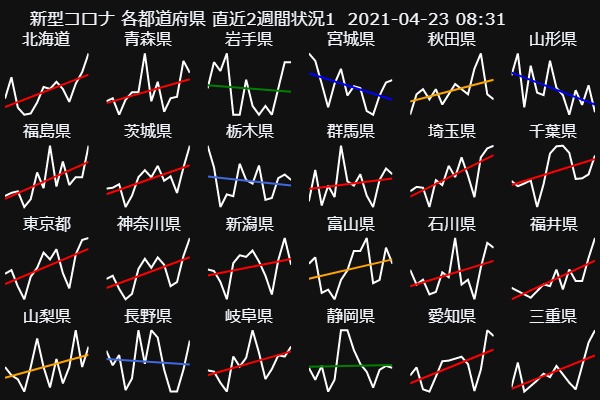 新型コロナ 各都道府県 直近2週間状況1 2021-04-23 08:31
北海道 青森県 岩手県 宮城県 秋田県 山形県
福島県 茨城県 栃木県 群馬県 埼玉県 千葉県
東京都 神奈川県 新潟県 富山県 石川県 福井県
山梨県 長野県 岐阜県 静岡県 愛知県 三重県